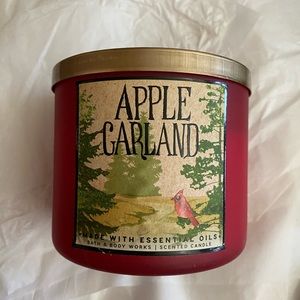 APPLE
GARLAND
MADE WITH ESSENTIAL OILS
BATH & BODY WORKS | SCENTED CANDLE